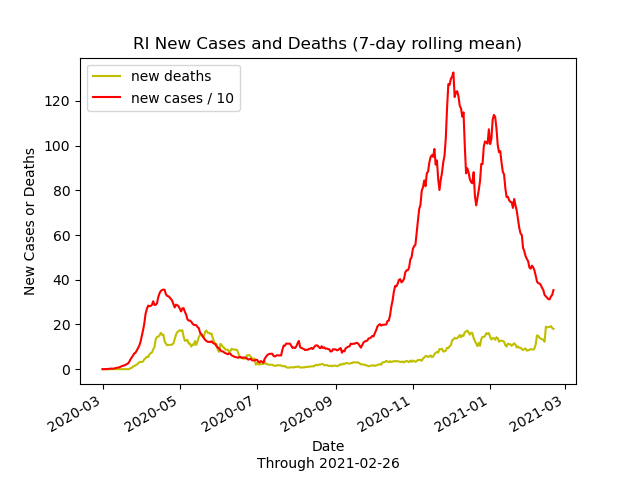 RI New Cases and Deaths (7-day rolling mean)
new deaths
new cases / 10
120
100
80
60
40
20
0
New Cases or Deaths
2020-03
2020-05
2020-07
2020-09
2020-11
2021-01
2021-03
Date
Through 2021-02-26